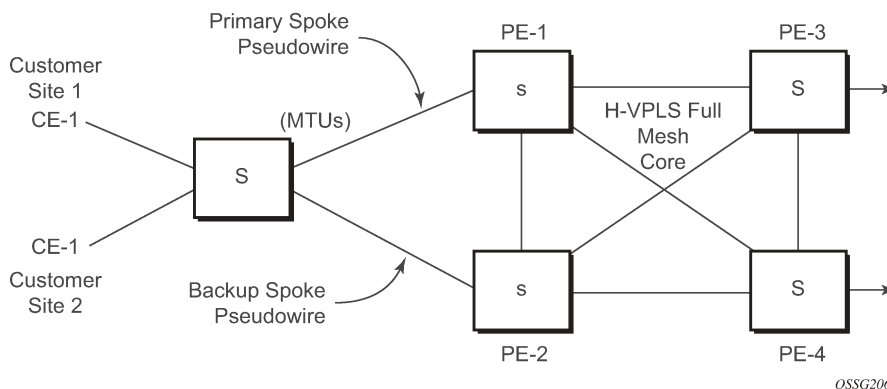 Primary Spoke
Pseudowire
PE-1
PE-3
Customer
Site 1
CE-1
(MTUs)
s
S
H-VPLS Full
Mesh
Core
S
CE-1
Customer
Site 2
Backup Spoke
Pseudowire
s
S
PE-2
PE-4
OSSG206